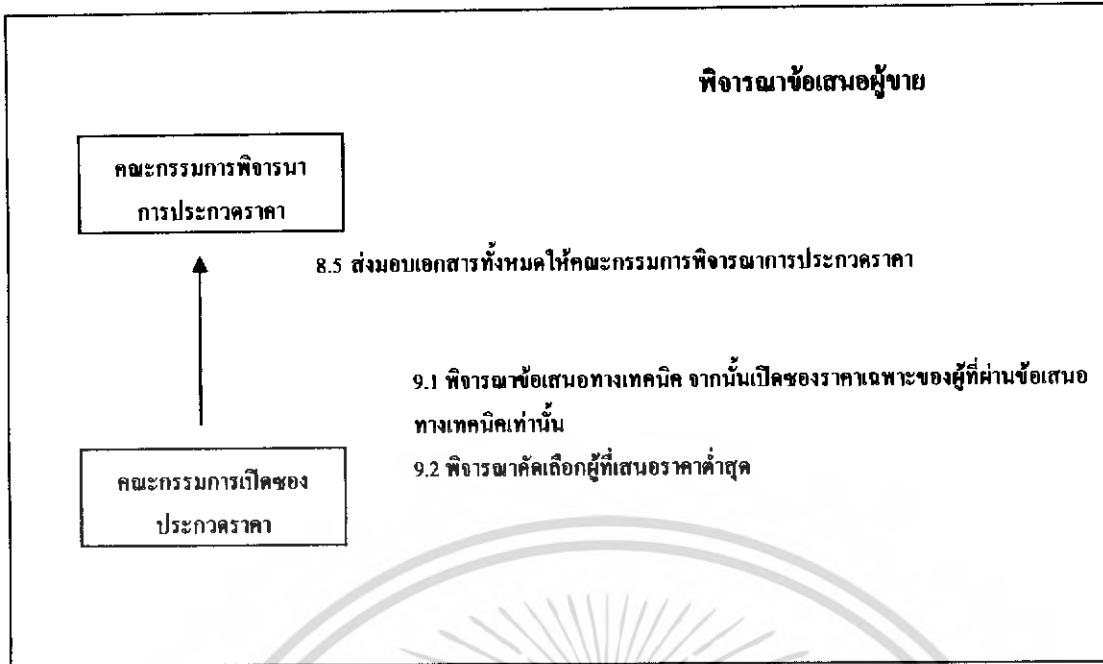 พิจารณาข้อเสนอผู้ขาย
คณะกรรมการพิจารนา
การประกวดราคา
8.5 ส่งมอบเอกสารทั้งหมดให้คณะกรรมการพิจารณาการประกวดราคา
9.1 พิจารณาข้อเสนอทางเทคนิค จากนั้นเปิดซองราคาเฉพาะของผู้ที่ผ่านข้อเสนอ
ทางเทคนิคเท่านั้น
9.2 พิจารณาคัดเลือกผู้ที่เสนอราคาต่ำสุด
คณะกรรมการเปิดซอง
ประกวดราคา